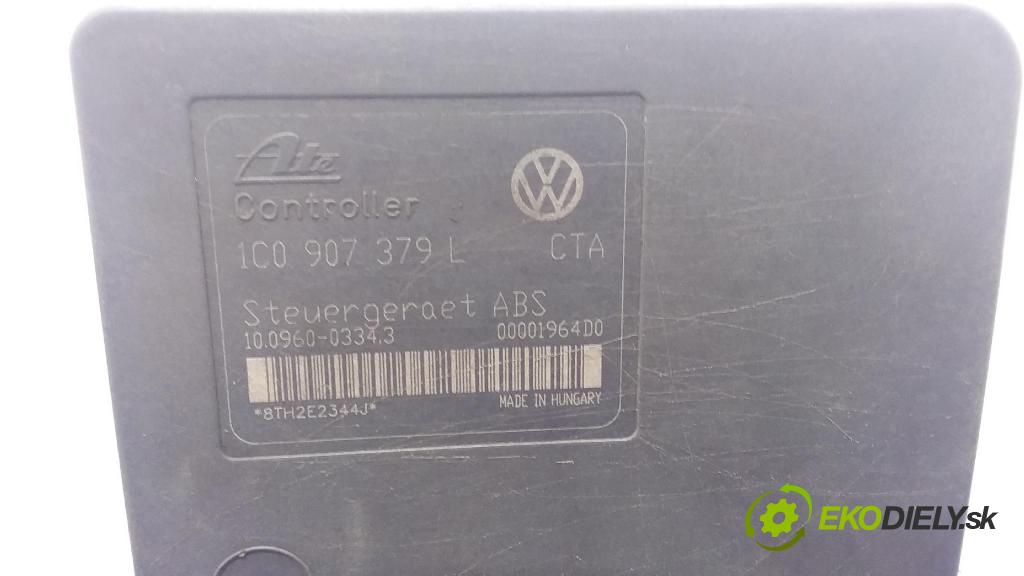 Ate
Controller
1C0 907 379 L CTA
Steuergeraet ABS
10.0960-0334.3 00001964D0
*8TH2E2344J* MADE IN HUNGARY
EKODIELY.sk